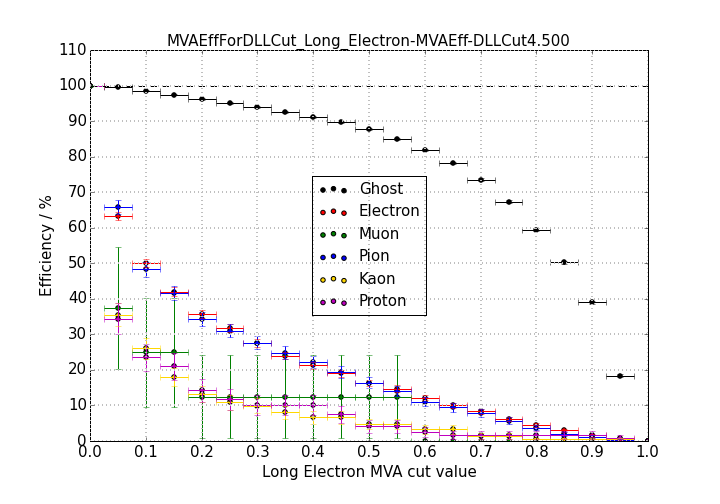 MVAEffForDLLCut_Long_Electron-MVAEff-DLLCut4.500
110
100
90
80
70
60
50
40
30
20
10
0
Efficiency / %
Ghost
Electron
Muon
Pion
Kaon
Proton
0.0 0.1 0.2 0.3 0.4 0.5 0.6 0.7 0.8 0.9 1.0
Long Electron MVA cut value